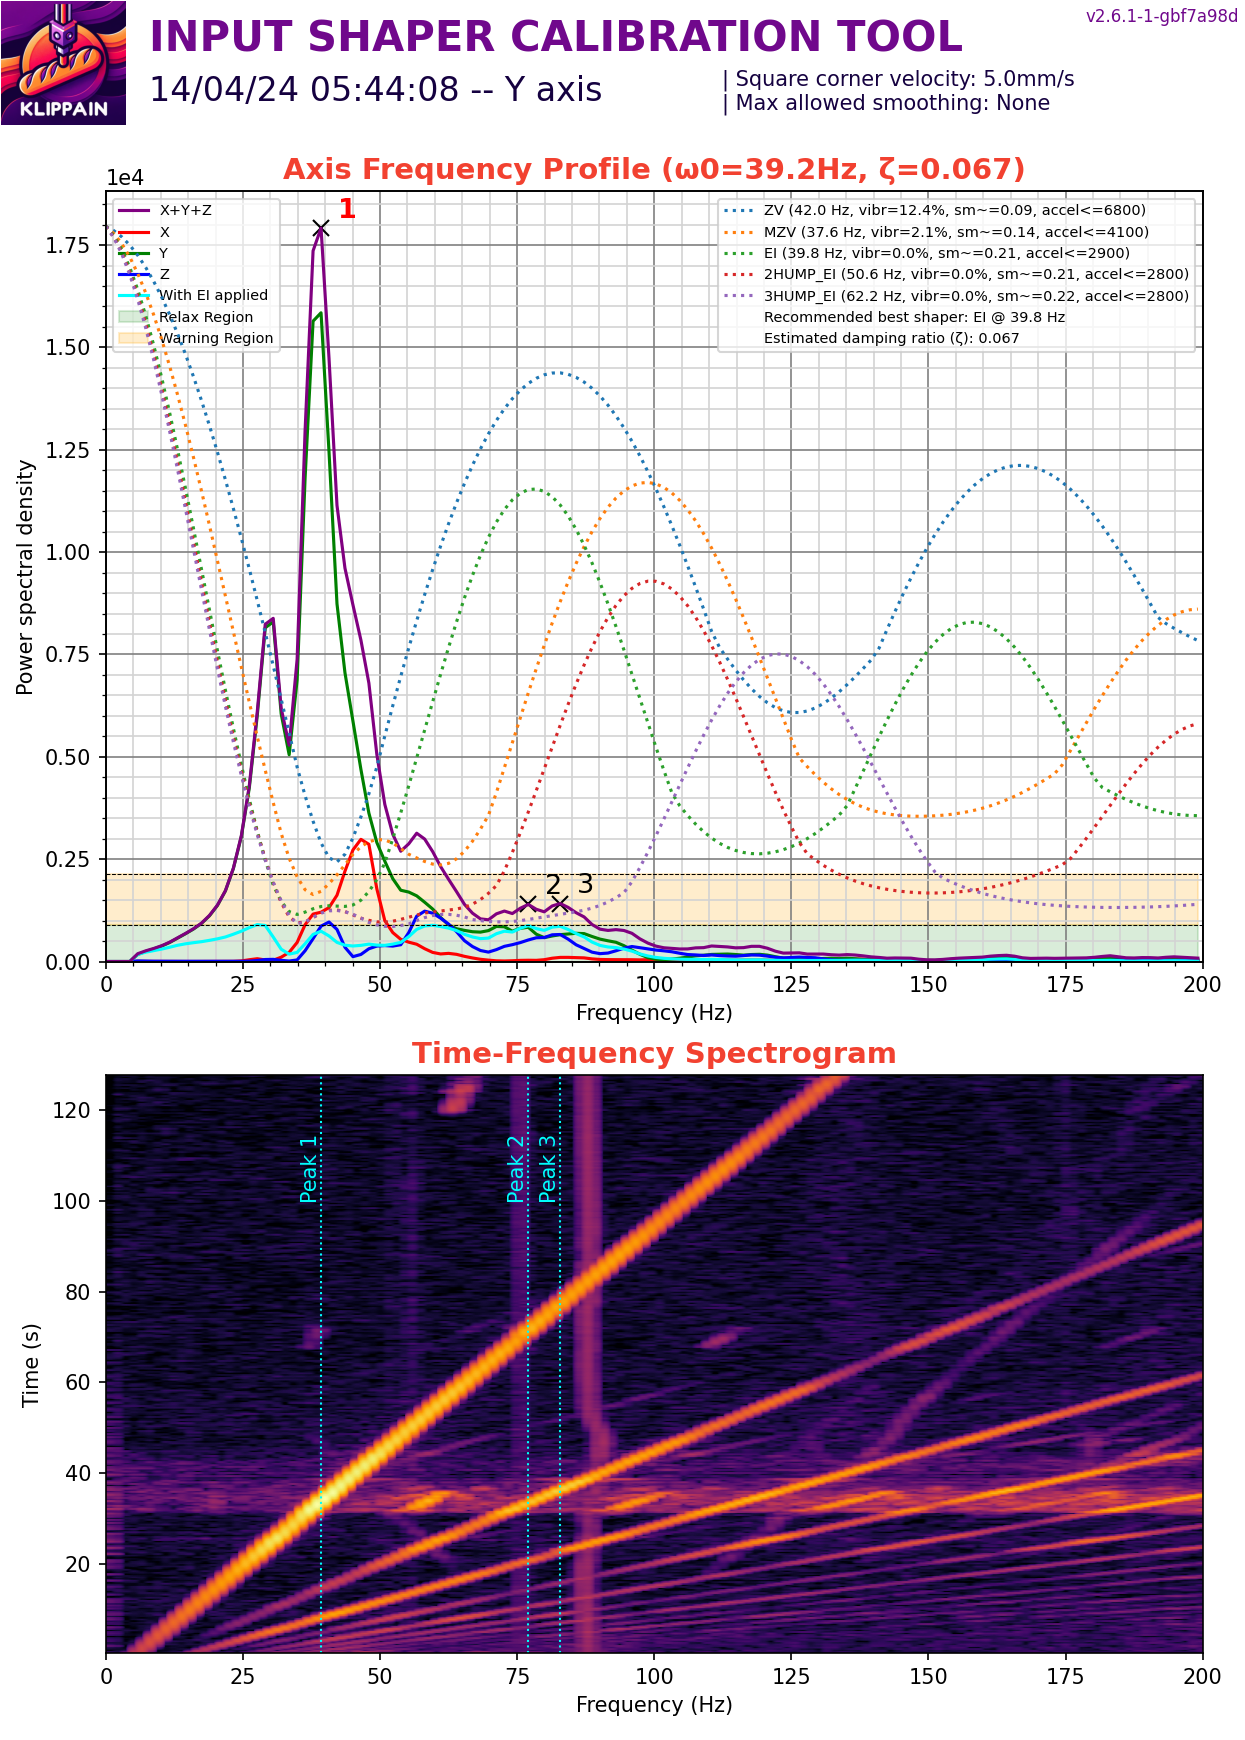 v2.6.1-1-gbf7a98d
INPUT SHAPER CALIBRATION TOOL
14/04/24 05:44:08 -- Y axis
| Square corner velocity: 5.0mm/s
| Max allowed smoothing: None
KLIPPAIN
Axis Frequency Profile (ω0=39.2Hz, ζ=0.067)
1e4
X+Y+Z
X
Y
Z
With EI applied
Relax Region
Warning Region
1
ZV (42.0 Hz, vibr=12.4%, sm~=0.09, accel<=6800)
MZV (37.6 Hz, vibr=2.1%, sm~=0.14, accel<=4100)
EI (39.8 Hz, vibr=0.0%, sm~=0.21, accel<=2900)
2HUMP_EI (50.6 Hz, vibr=0.0%, sm~=0.21, accel<=2800)
3HUMP_EI (62.2 Hz, vibr=0.0%, sm~=0.22, accel<=2800)
Recommended best shaper: EI @ 39.8 Hz
Estimated damping ratio (ζ): 0.067
1.75
1.50
1.25
1.00
0.75
0.50
0.25
0.00
Power spectral density
2 3
0 25 50 75 100 125 150 175 200
Frequency (Hz)
Time-Frequency Spectrogram
120
100
80
60
40
20
Time (s)
Peak 1
Peak 2
Peak 3
0 25 50 75 100 125 150 175 200
Frequency (Hz)